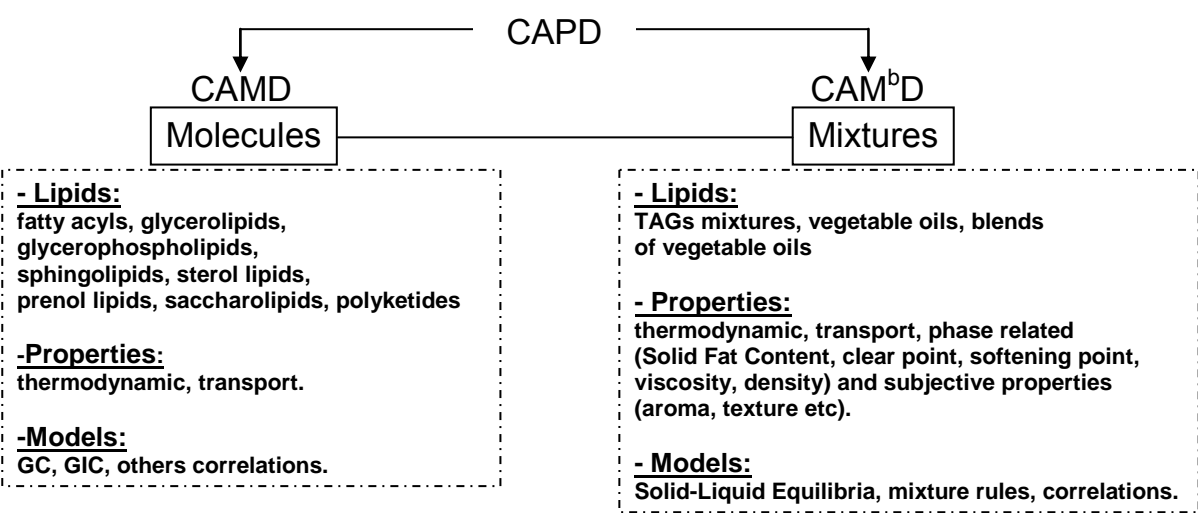 CAPD
CAMD
Molecules
- Lipids:
fatty acyls, glycerolipids,
glycerophospholipids,
sphingolipids, sterol lipids,
prenol lipids, saccharolipids, polyketides
-Properties:
thermodynamic, transport.
-Models:
GC, GIC, others correlations.
CAMᵇD
Mixtures
- Lipids:
TAGs mixtures, vegetable oils, blends
of vegetable oils
- Properties:
thermodynamic, transport, phase related
(Solid Fat Content, clear point, softening point,
viscosity, density) and subjective properties
(aroma, texture etc).
- Models:
Solid-Liquid Equilibria, mixture rules, correlations.